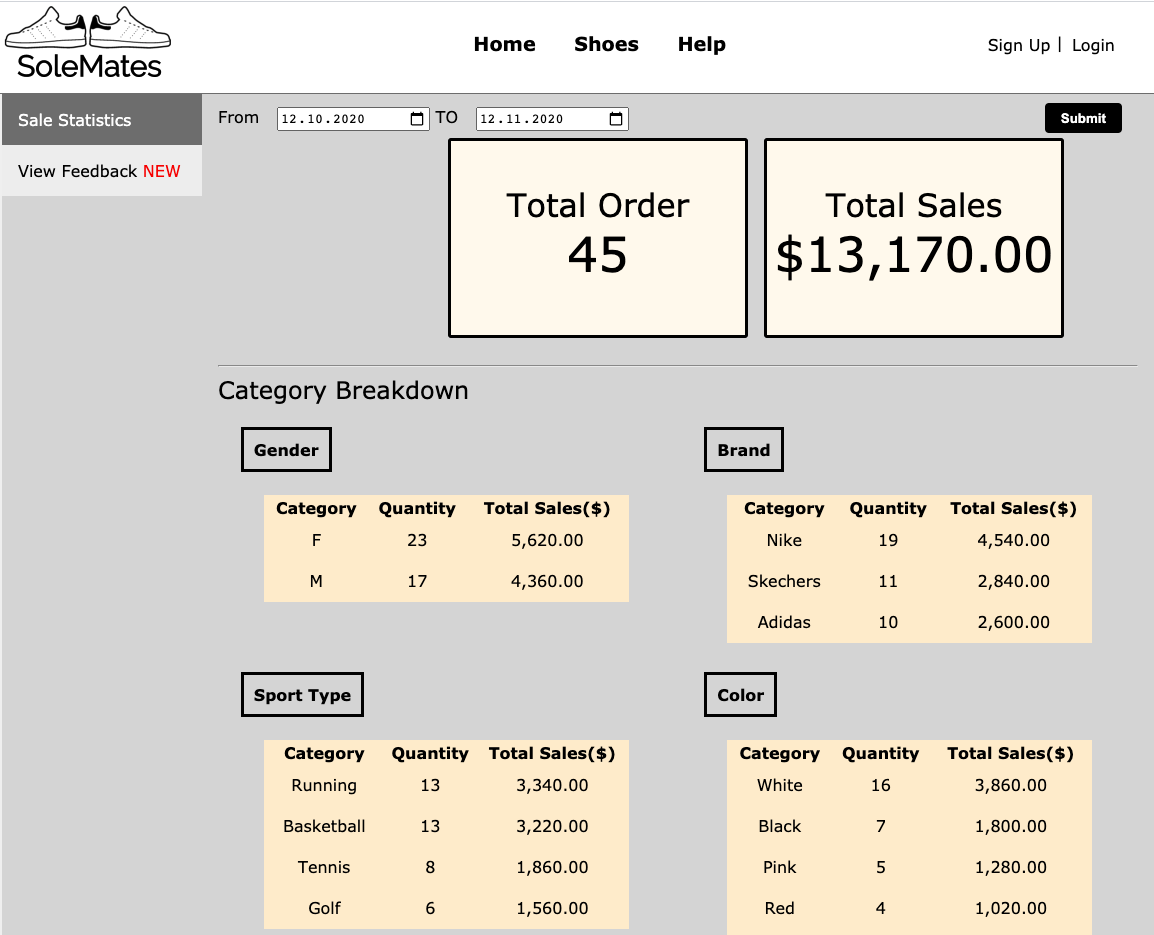 SoleMates
Home Shoes Help
Sign Up | Login
Sale Statistics
View Feedback NEW
From 12.10.2020 TO 12.11.2020 Submit
Total Order
45
Total Sales
$13,170.00
Category Breakdown
Gender
Category Quantity Total Sales($)
F 23 5,620.00
M 17 4,360.00
Brand
Category Quantity Total Sales($)
Nike 19 4,540.00
Skechers 11 2,840.00
Adidas 10 2,600.00
Sport Type
Category Quantity Total Sales($)
Running 13 3,340.00
Basketball 13 3,220.00
Tennis 8 1,860.00
Golf 6 1,560.00
Color
Category Quantity Total Sales($)
White 16 3,860.00
Black 7 1,800.00
Pink 5 1,280.00
Red 4 1,020.00